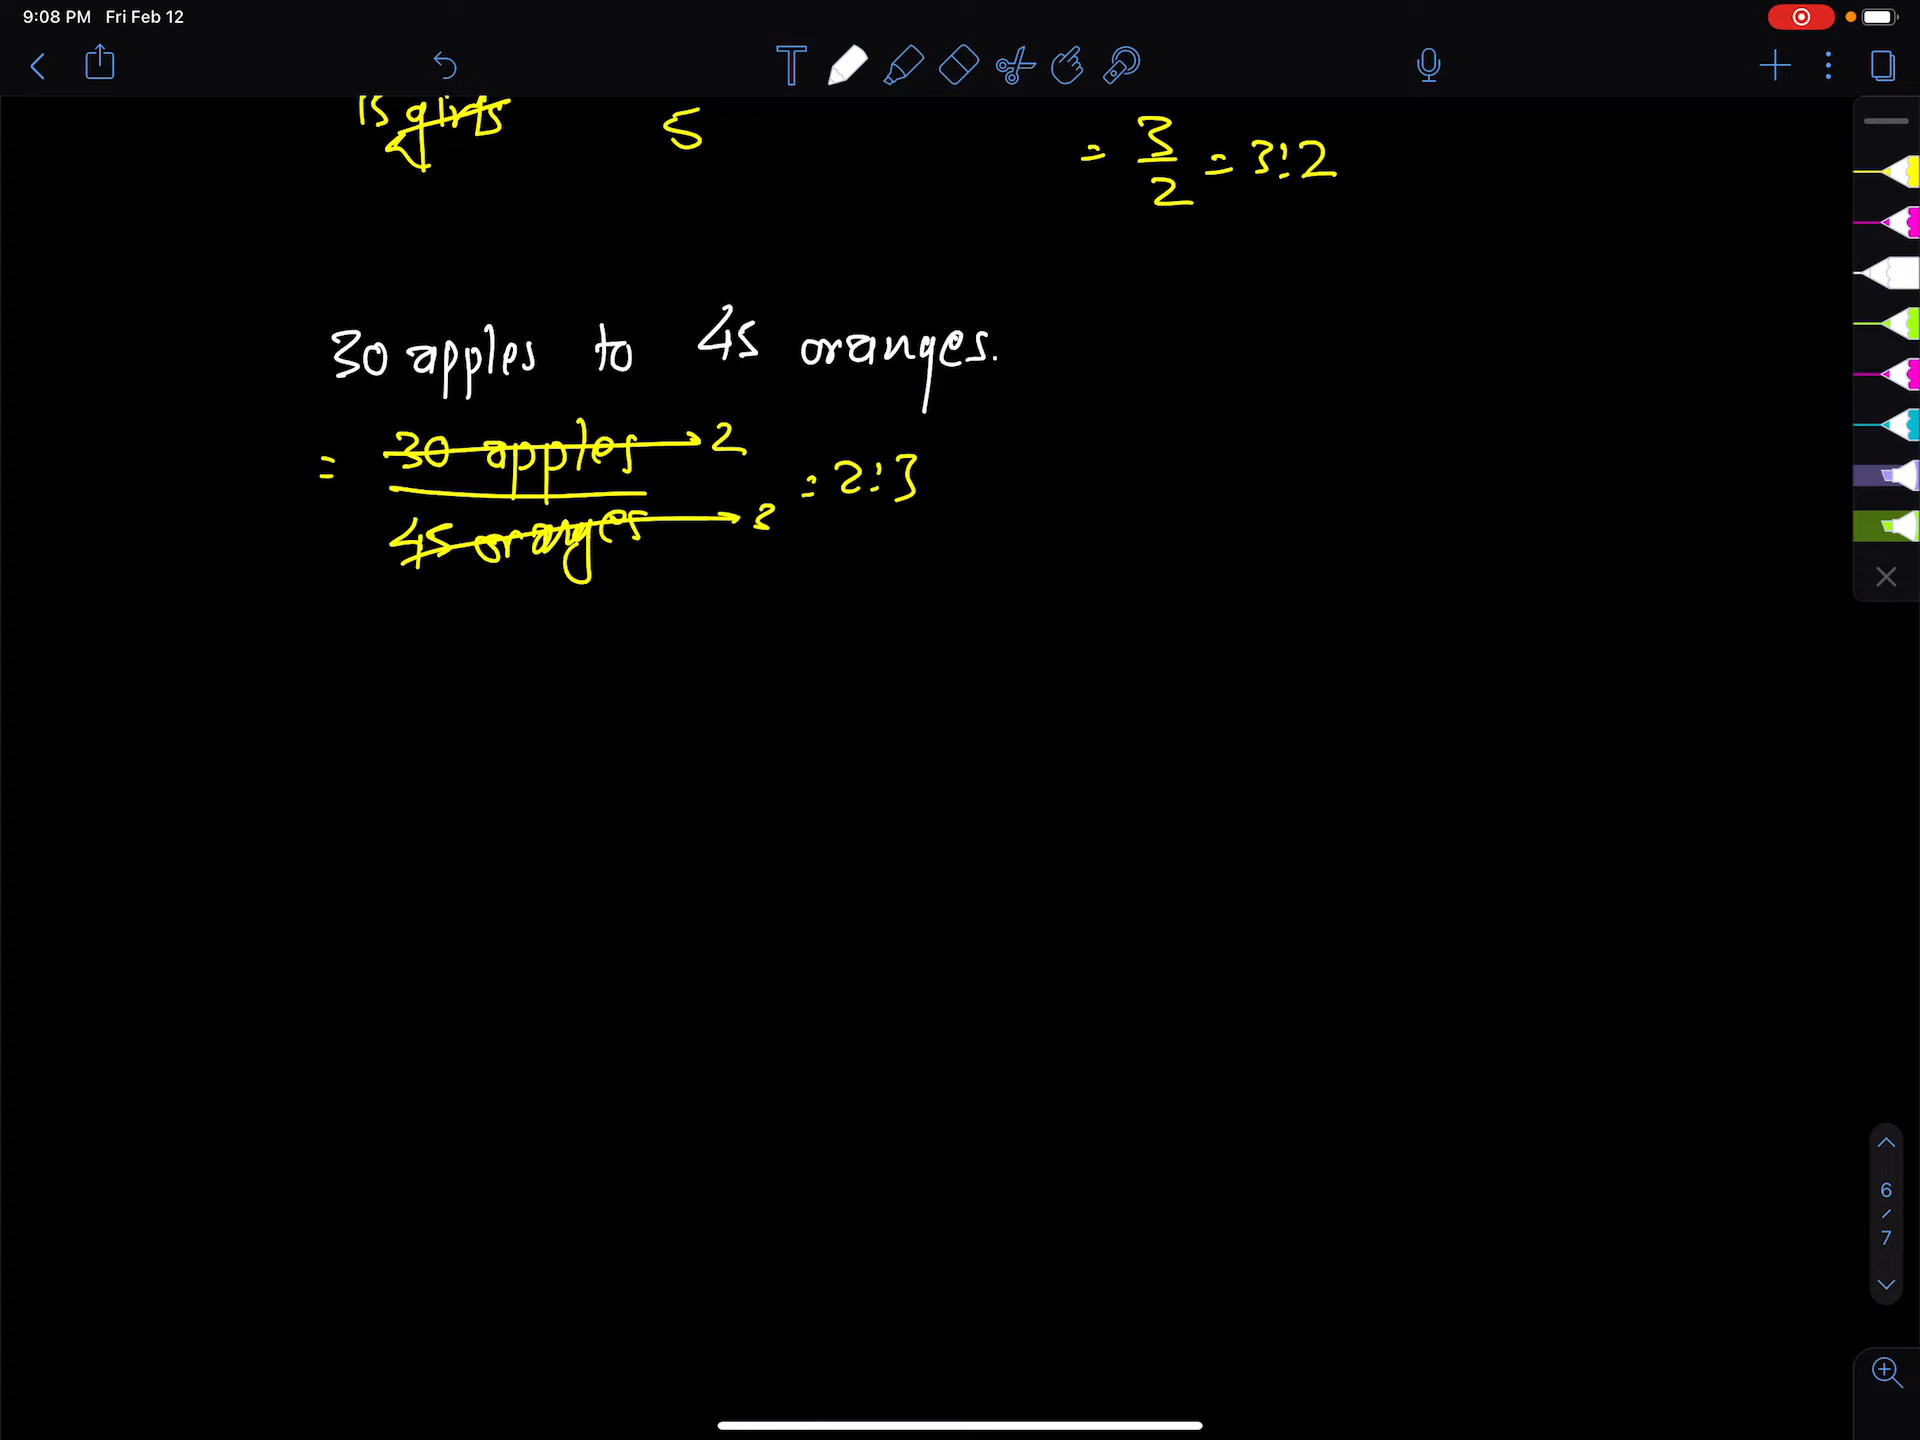 9:08 PM Fri Feb 12
15 girls 5
= 3/2 = 3:2
30 apples to 45 oranges.
= 30 apples → 2
45 oranges → 3
= 2:3
6
/
7